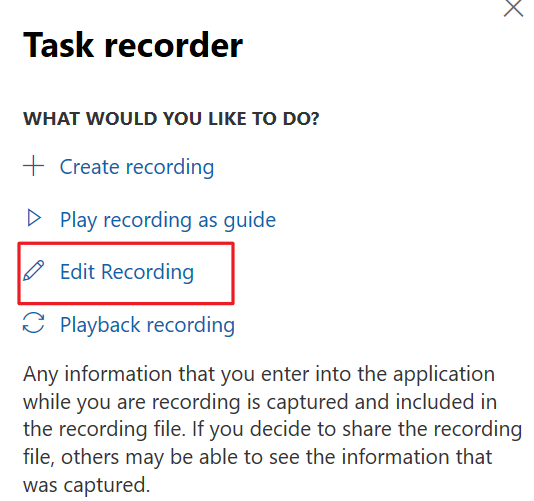 Task recorder
WHAT WOULD YOU LIKE TO DO?
Create recording
Play recording as guide
Edit Recording
Playback recording
Any information that you enter into the application
while you are recording is captured and included in
the recording file. If you decide to share the recording
file, others may be able to see the information that
was captured.